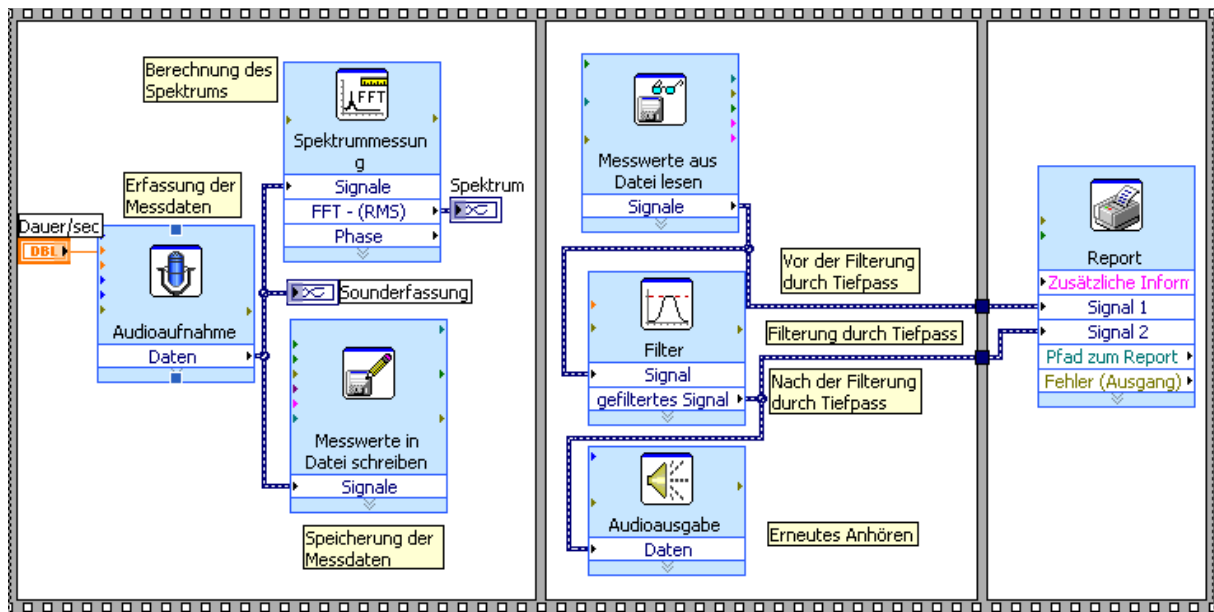 Berechnung des
Spektrums
FFT
Spektrummessun
g
Signale
FFT - (RMS)
Phase
Spektrum
Erfassung der
Messdaten
Dauer/sec
DBL
Audioaufnahme
Daten
Sounderfassung
Messwerte in
Datei schreiben
Signale
Speicherung der
Messdaten
Messwerte aus
Datei lesen
Signale
Vor der Filterung
durch Tiefpass
Filter
Signal
gefiltertes Signal
Filterung durch Tiefpass
Nach der Filterung
durch Tiefpass
Audioausgabe
Daten
Erneutes Anhören
Report
Zusätzliche Inform
Signal 1
Signal 2
Pfad zum Report
Fehler (Ausgang)